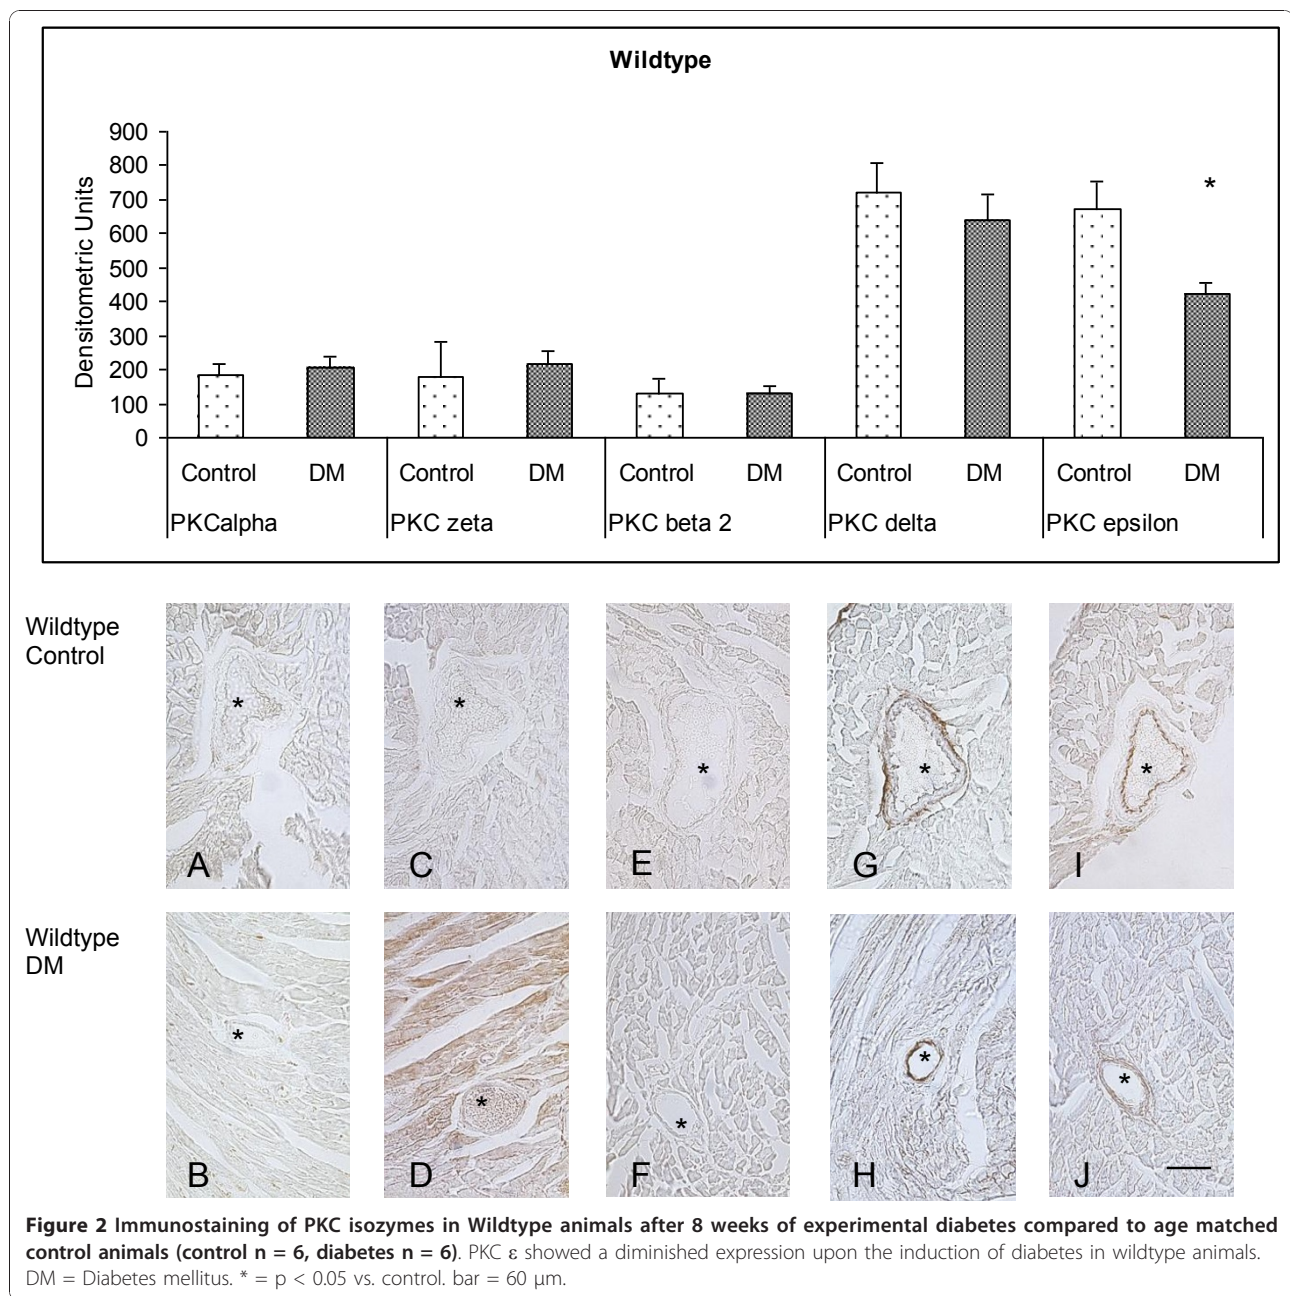 Wildtype
900
800
700
600
500
400
300
200
100
0
Densitometric Units
*
Control DM Control DM Control DM Control DM Control DM
PKCalpha PKC zeta PKC beta 2 PKC delta PKC epsilon
Wildtype
Control
* * * * *
A C E G I
Wildtype
DM
* * * * *
B D F H J
Figure 2 Immunostaining of PKC isozymes in Wildtype animals after 8 weeks of experimental diabetes compared to age matched
control animals (control n = 6, diabetes n = 6). PKC ε showed a diminished expression upon the induction of diabetes in wildtype animals.
DM = Diabetes mellitus. * = p < 0.05 vs. control. bar = 60 μm.